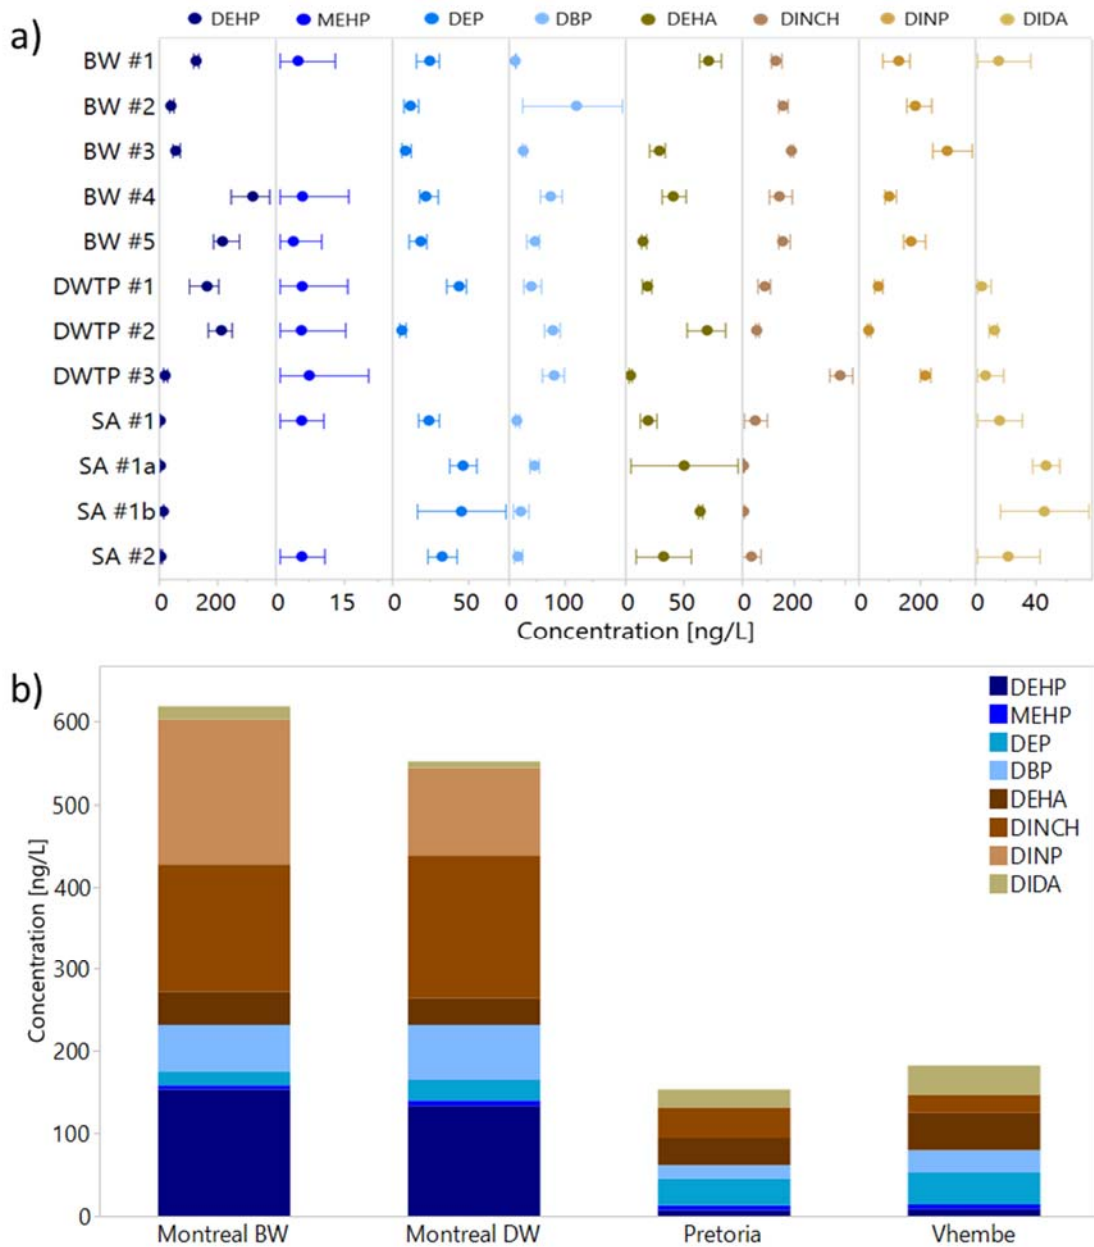 DEHP MEHP DEP DBP DEHA DINCH DINP DIDA
a)
BW #1
BW #2
BW #3
BW #4
BW #5
DWTP #1
DWTP #2
DWTP #3
SA #1
SA #1a
SA #1b
SA #2
0 200 0 15 0 50 0 100 0 50 0 200 0 200 0 40
Concentration [ng/L]
b)
DEHP
MEHP
DEP
DBP
DEHA
DINCH
DINP
DIDA
Concentration [ng/L]
600
500
400
300
200
100
0
Montreal BW Montreal DW Pretoria Vhembe